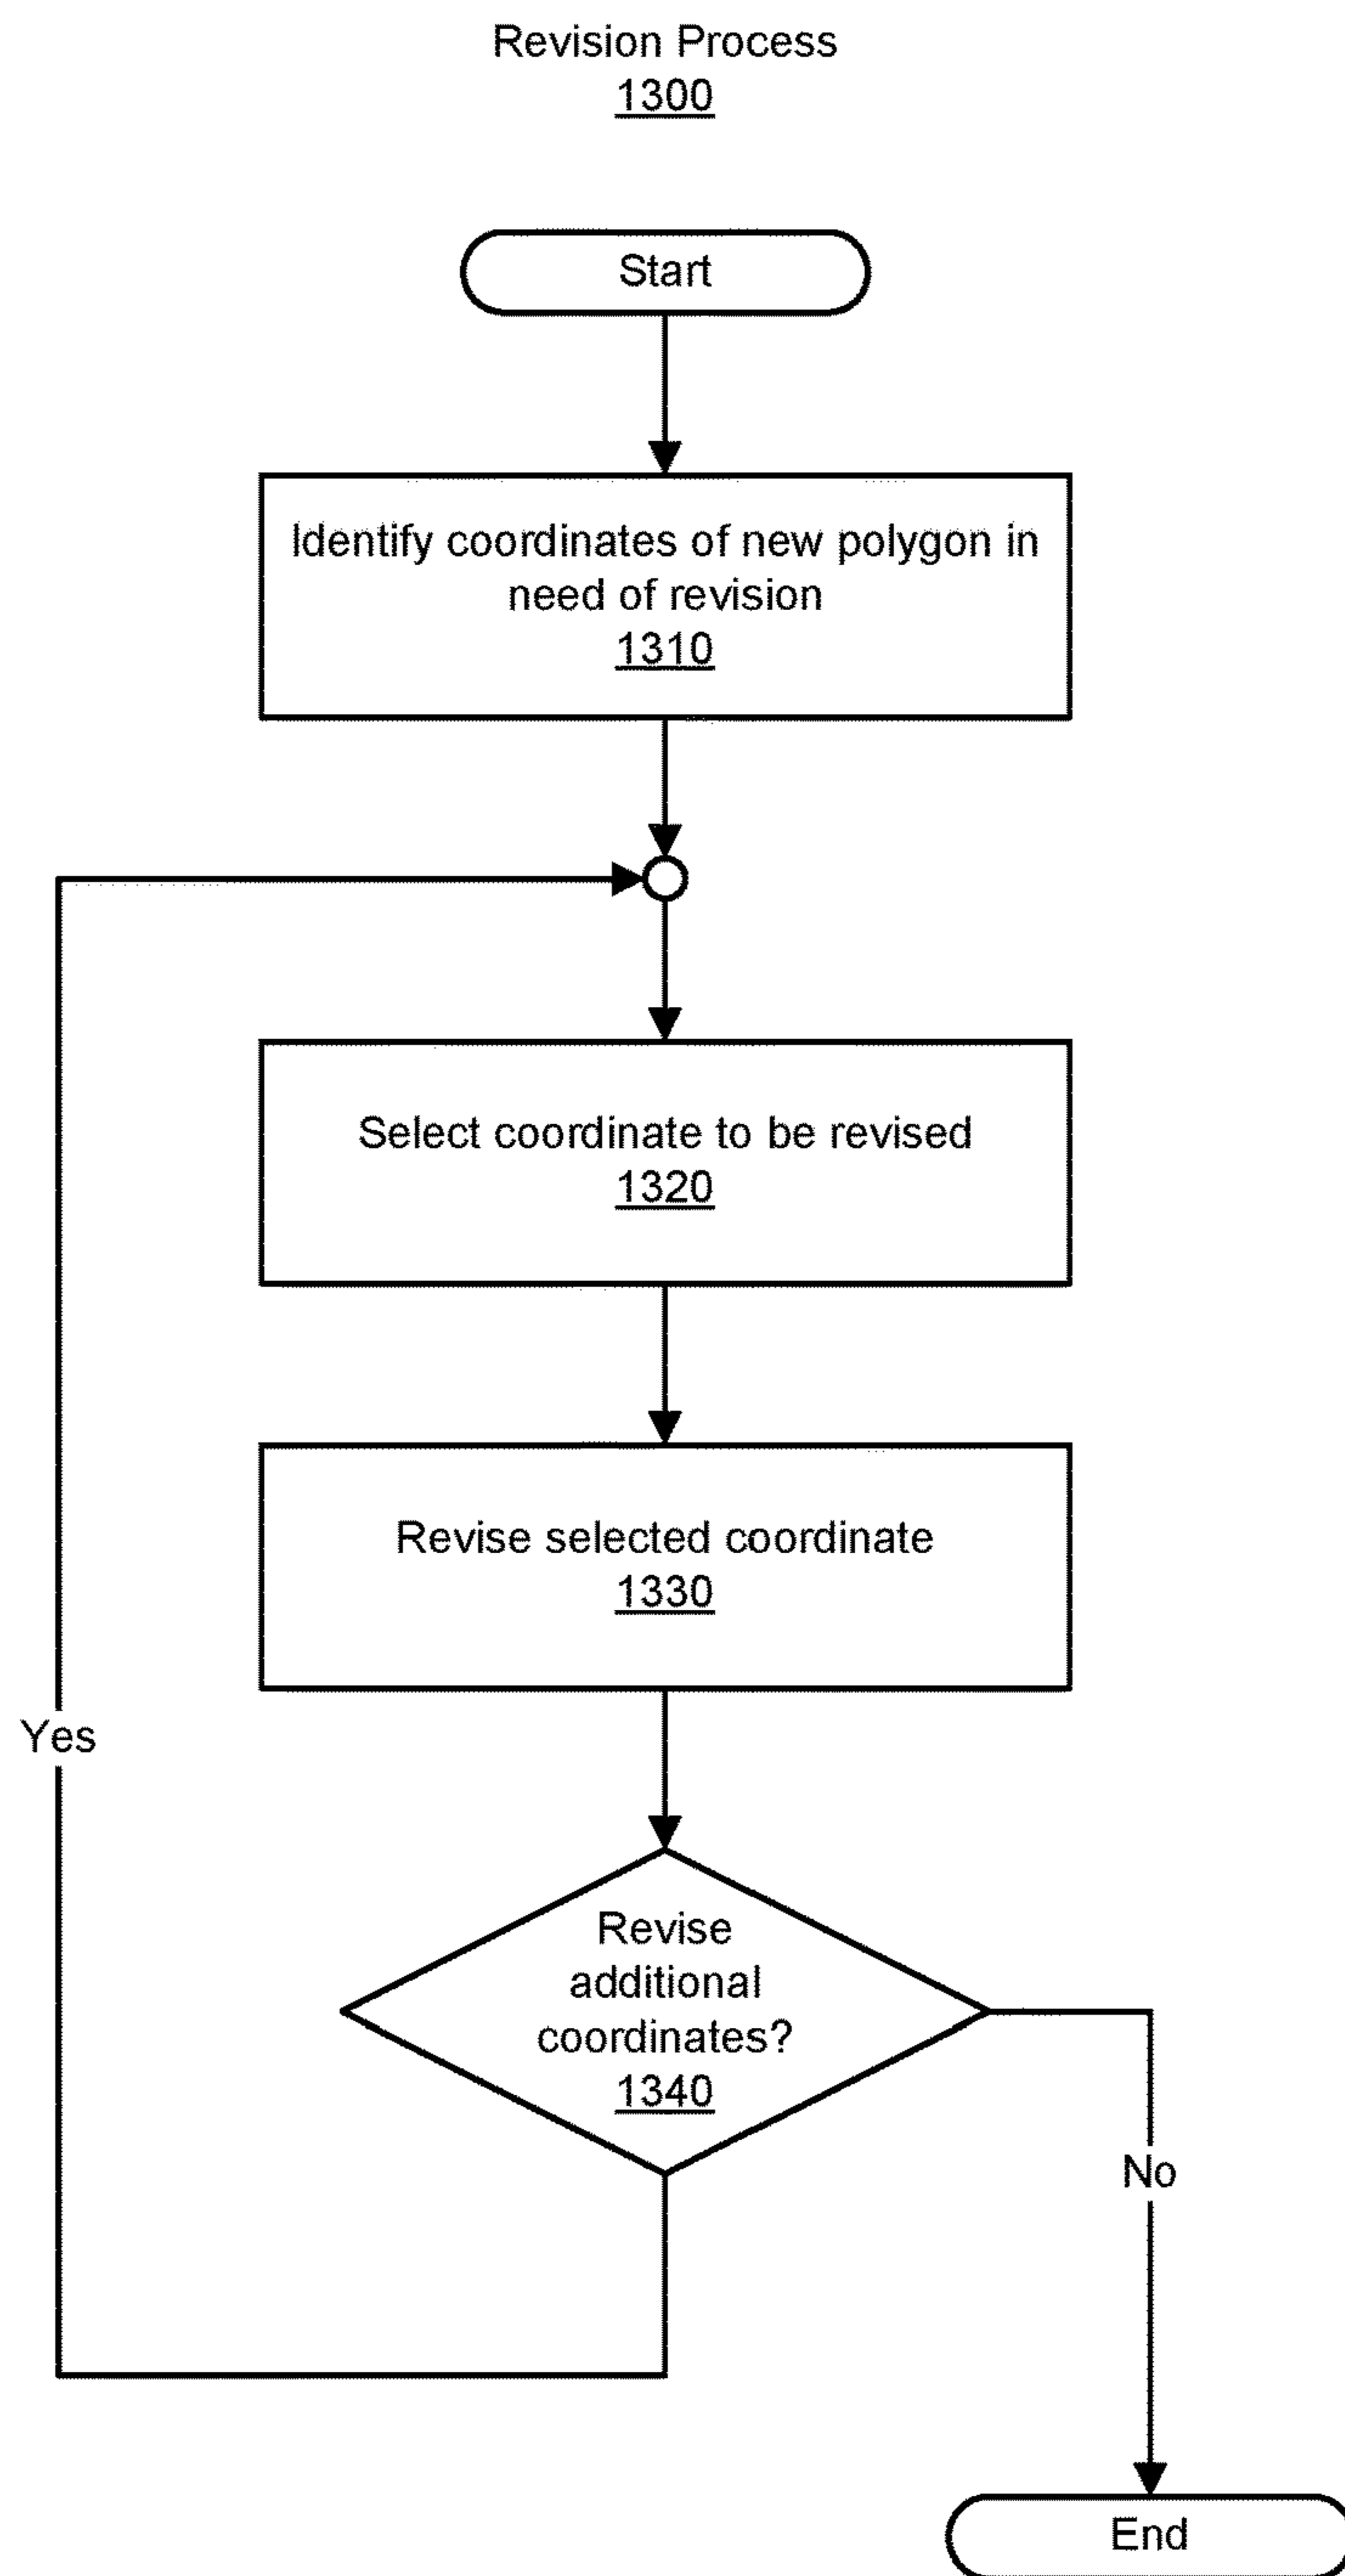 Revision Process
1300
Start
Identify coordinates of new polygon in
need of revision
1310
Select coordinate to be revised
1320
Revise selected coordinate
1330
Yes
Revise
additional
coordinates?
1340
No
End